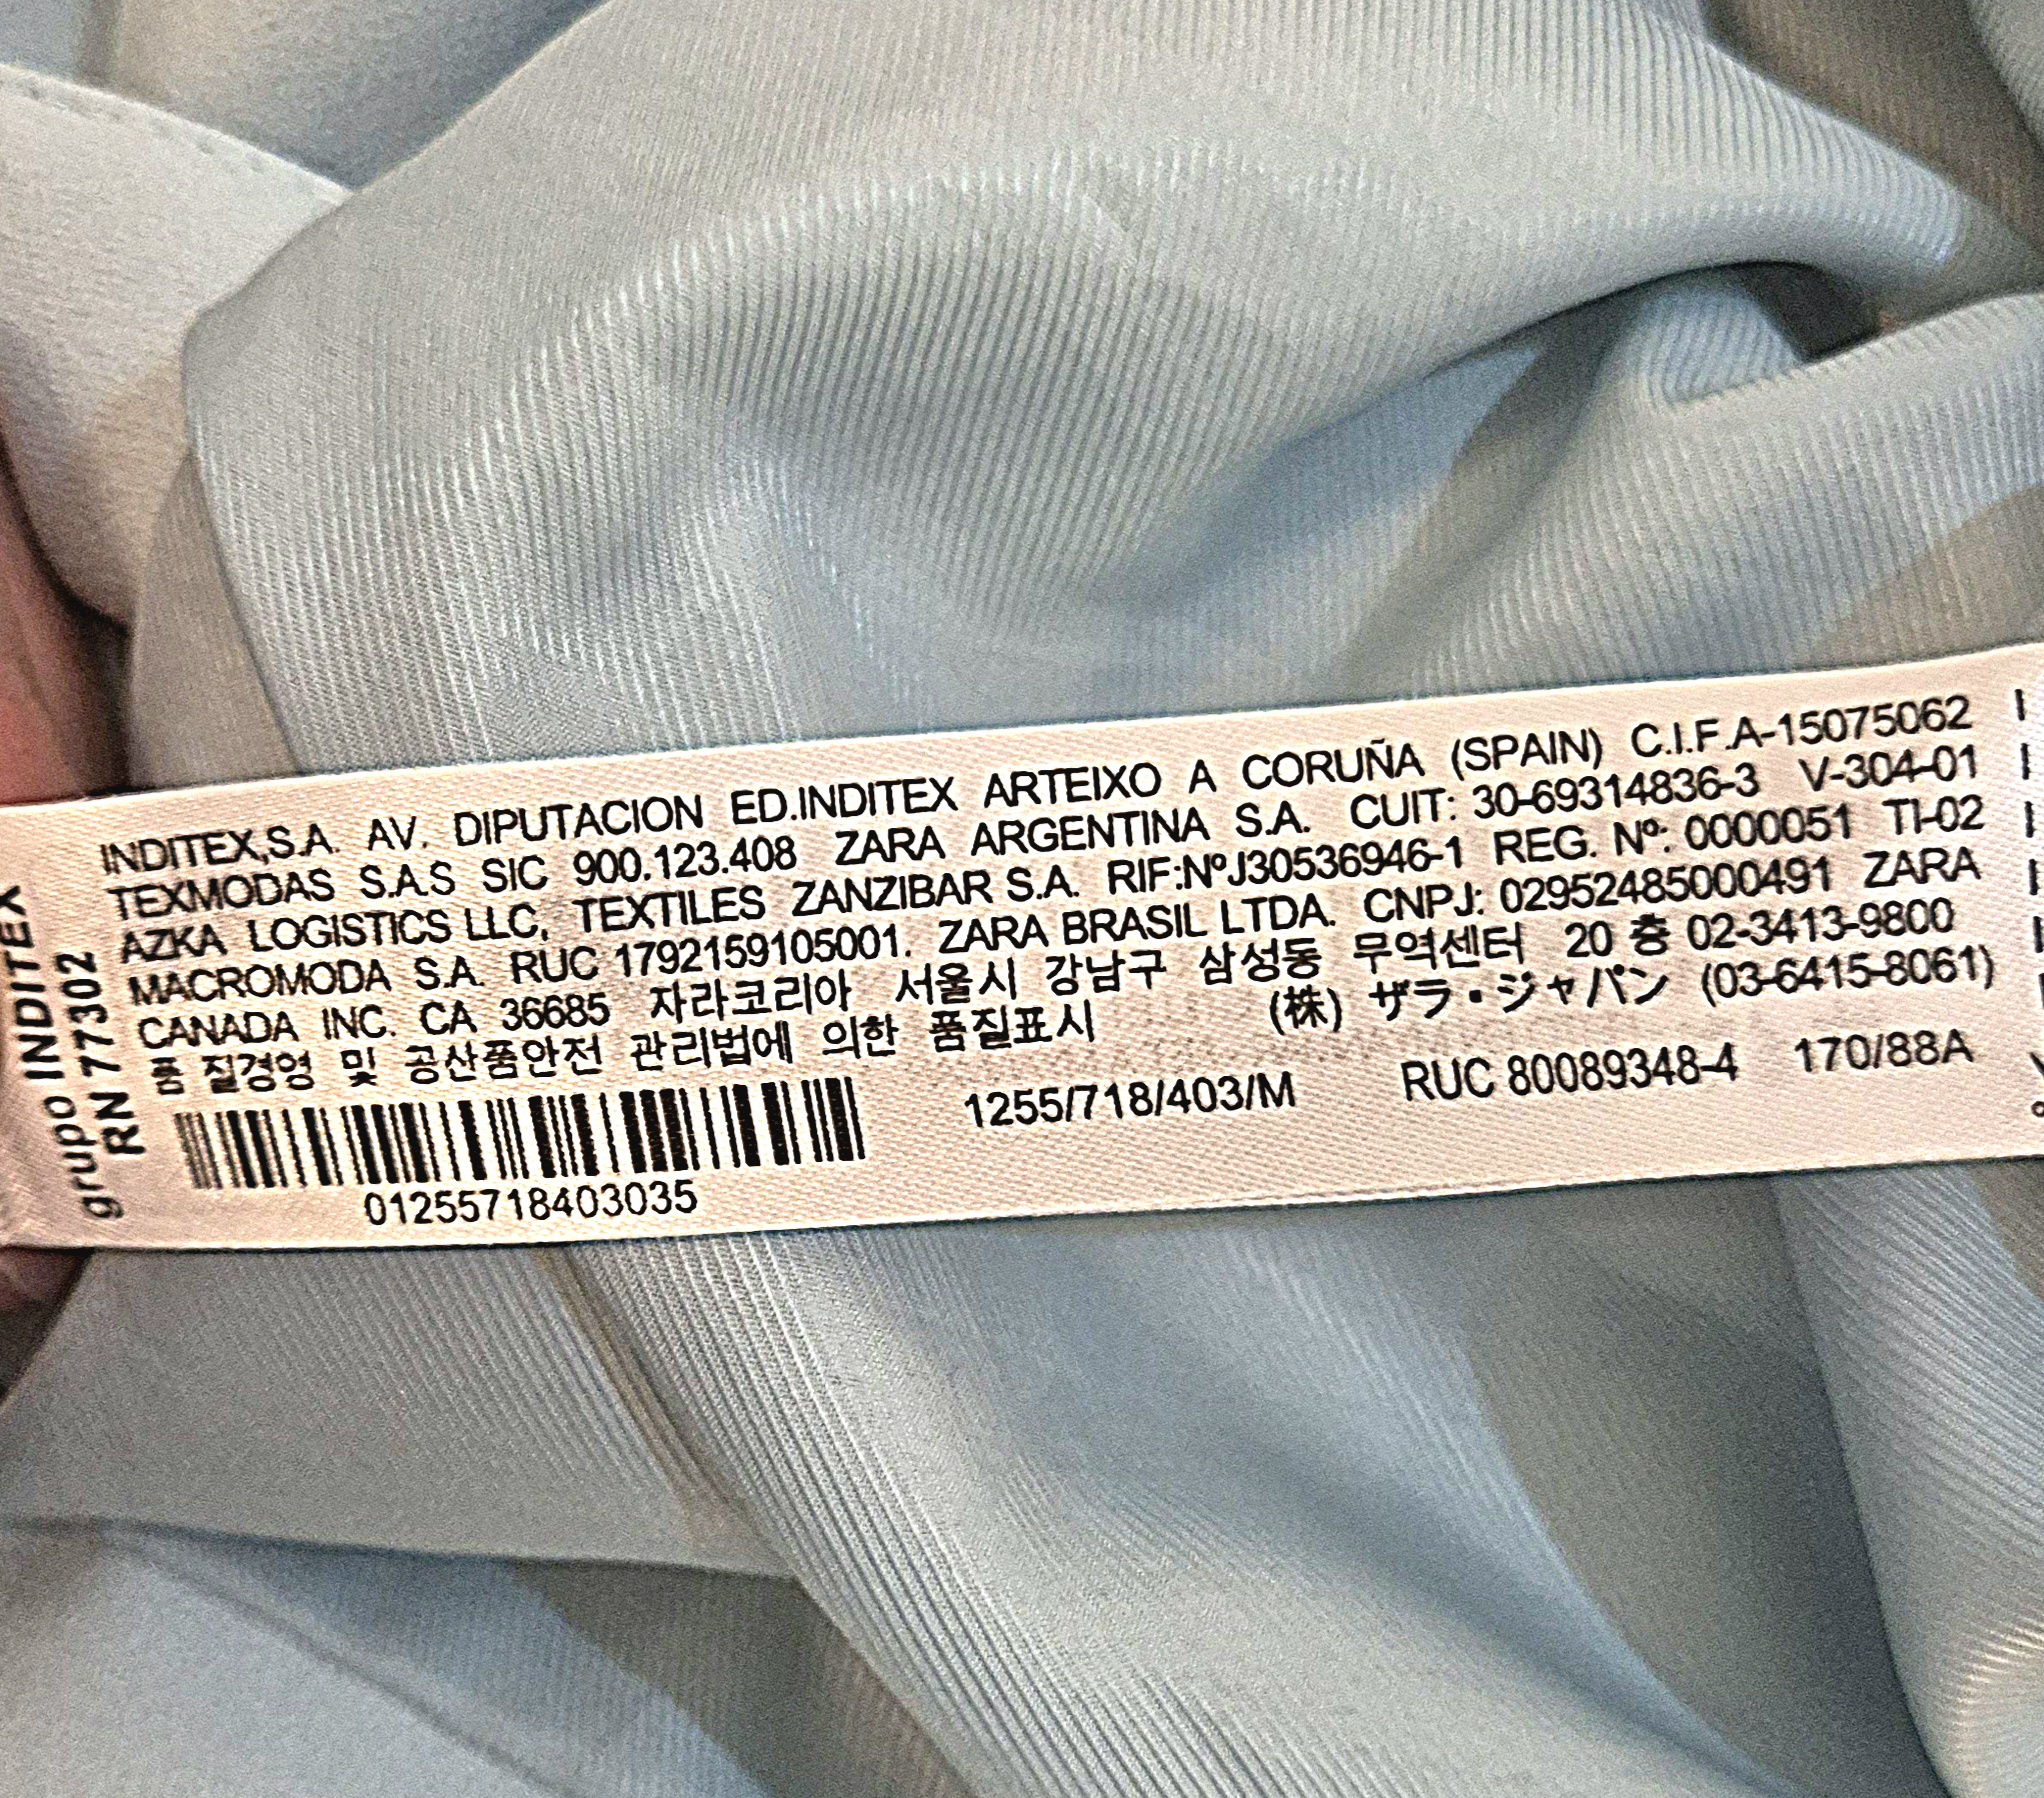 grupo INDITEX
RN 77302
INDITEX,S.A. AV. DIPUTACION ED.INDITEX ARTEIXO A CORUÑA (SPAIN) C.I.F.A-15075062
TEXMODAS S.A.S SIC 900.123.408 ZARA ARGENTINA S.A. CUIT: 30-69314836-3 V-304-01
AZKA LOGISTICS LLC, TEXTILES ZANZIBAR S.A. RIF:NºJ30536946-1 REG. Nº: 0000051 TI-02
MACROMODA S.A. RUC 1792159105001. ZARA BRASIL LTDA. CNPJ: 02952485000491 ZARA
CANADA INC. CA 36685 자라코리아 서울시 강남구 삼성동 무역센터 20 층 02-3413-9800
품 질경영 및 공산품안전 관리법에 의한 품질표시 (株) ザラ・ジャパン (03-6415-8061)
1255/718/403/M RUC 80089348-4 170/88A
01255718403035